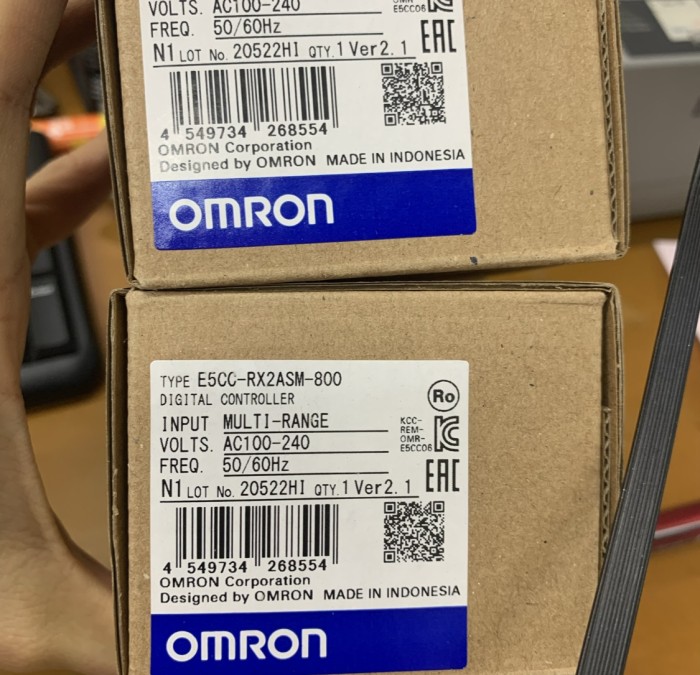 VOLTS. AC100-240
E5CC06
FREQ. 50/60Hz
EAC
N1 LOT No. 20522HI QTY. 1 Ver2. 1
4 549734 268554
OMRON Corporation
Designed by OMRON MADE IN INDONESIA
OMRON
TYPE E5CC-RX2ASM-800
DIGITAL CONTROLLER
Ro
INPUT MULTI-RANGE
KCC-
REM-
OMR-
E5CC06
VOLTS. AC100-240
FREQ. 50/60Hz
EAC
N1 LOT No. 20522HI QTY. 1 Ver2. 1
4 549734 268554
OMRON Corporation
Designed by OMRON MADE IN INDONESIA
OMRON